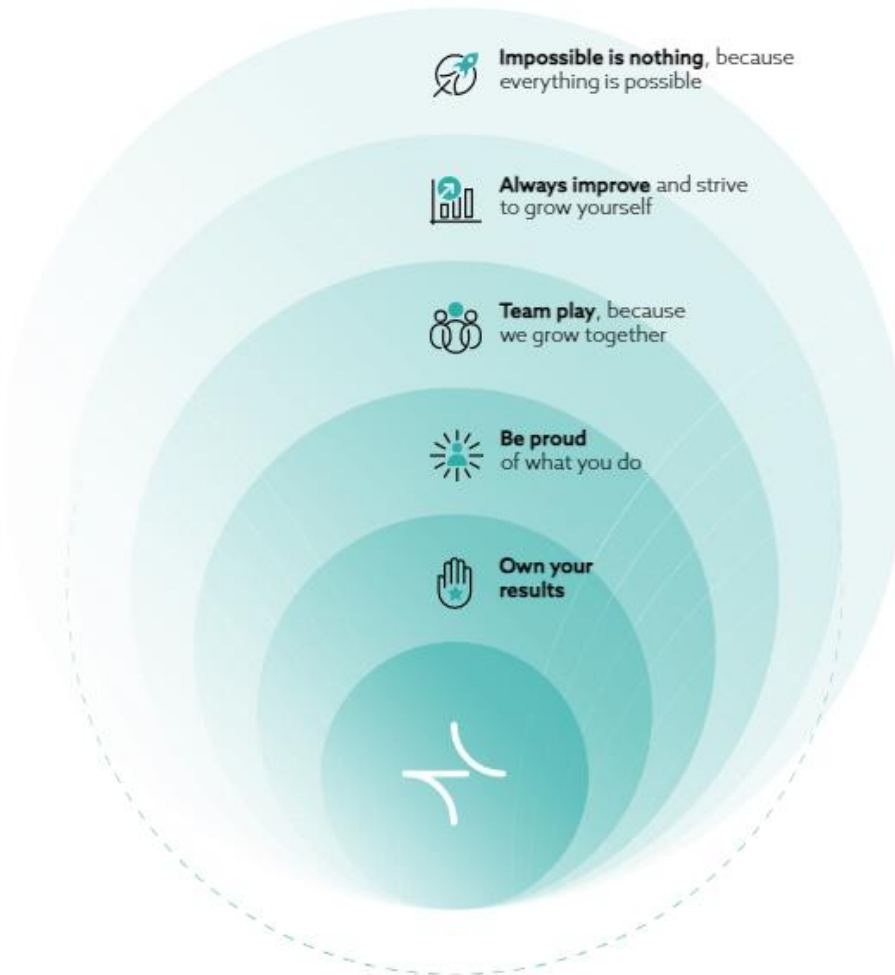 Impossible is nothing, because
everything is possible
Always improve and strive
to grow yourself
Team play, because
we grow together
Be proud
of what you do
Own your
results